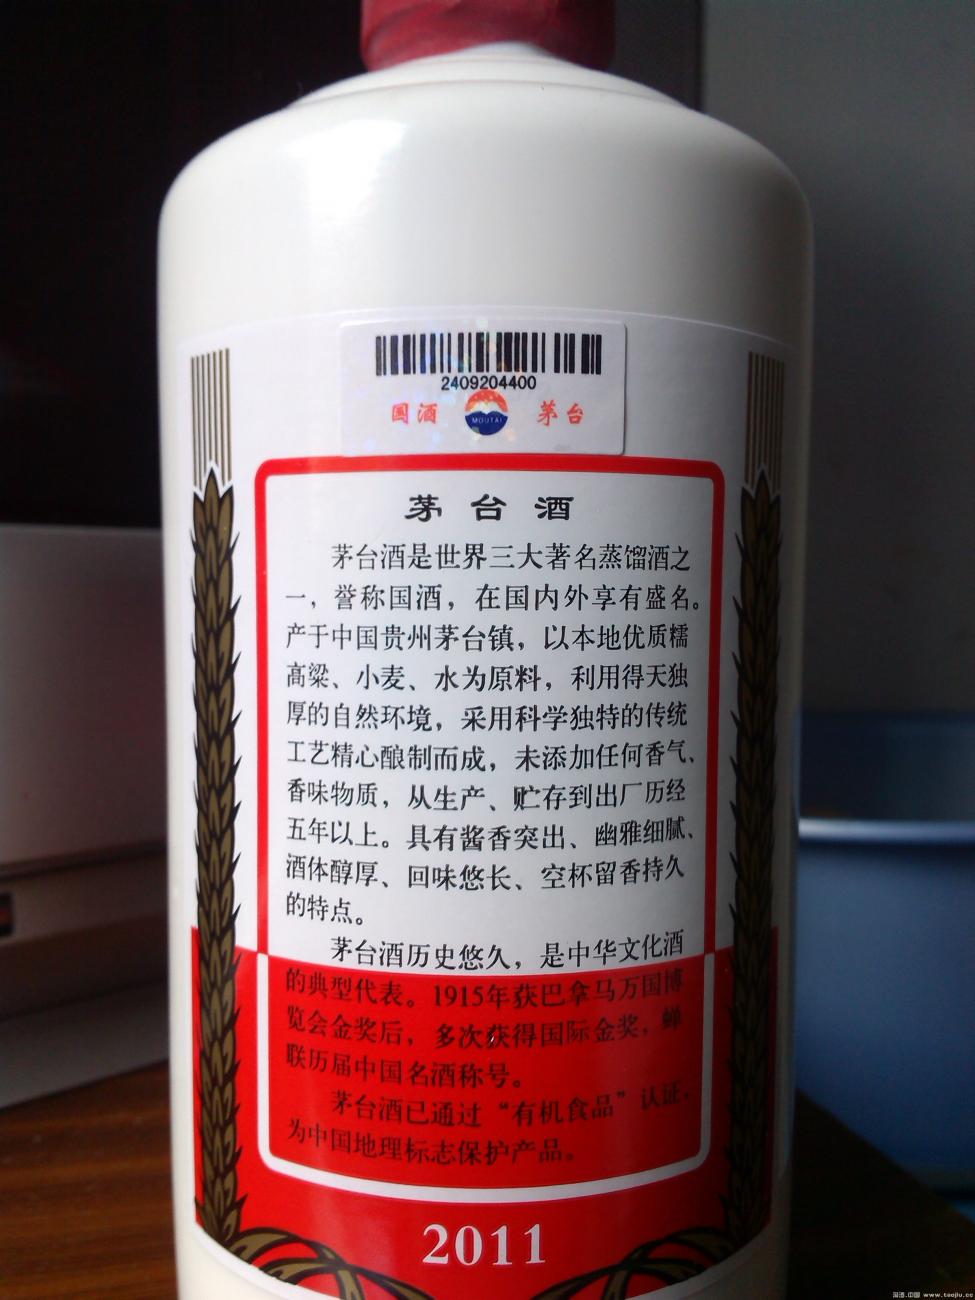 2409204400
国酒 MOUTAI 茅台
茅台酒
茅台酒是世界三大著名蒸馏酒之
一，誉称国酒，在国内外享有盛名。
产于中国贵州茅台镇，以本地优质糯
高粱、小麦、水为原料，利用得天独
厚的自然环境，采用科学独特的传统
工艺精心酿制而成，未添加任何香气、
香味物质，从生产、贮存到出厂历经
五年以上。具有酱香突出、幽雅细腻、
酒体醇厚、回味悠长、空杯留香持久
的特点。
茅台酒历史悠久，是中华文化酒
的典型代表。1915年获巴拿马万国博
览会金奖后，多次获得国际金奖，蝉
联历届中国名酒称号。
茅台酒已通过“有机食品”认证，
为中国地理标志保护产品。
2011
淘酒.中国 www.taojiu.cc